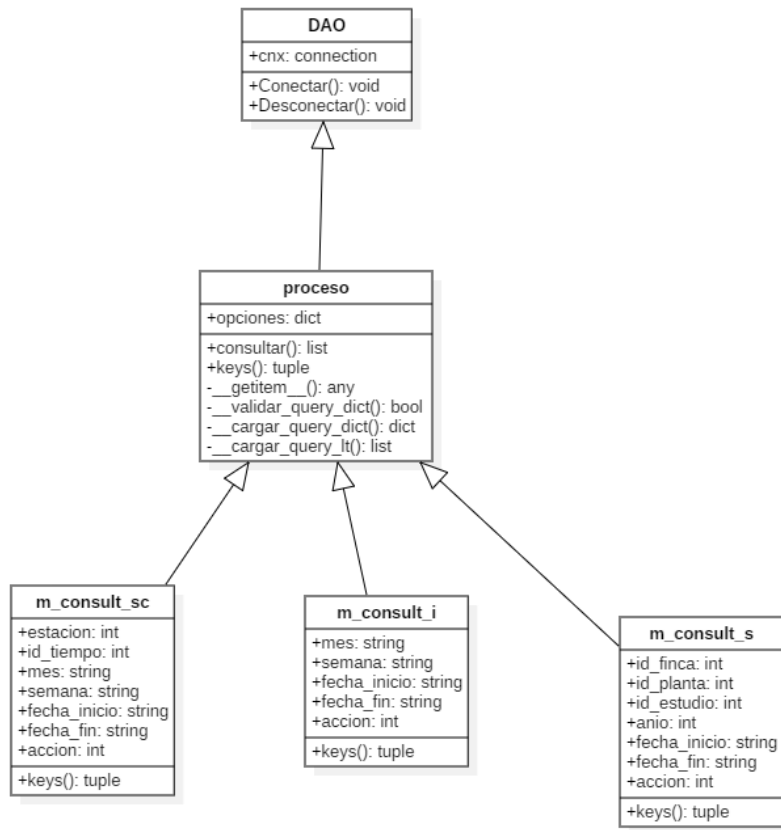 DAO
+cnx: connection
+Conectar(): void
+Desconectar(): void
proceso
+opciones: dict
+consultar(): list
+keys(): tuple
-__getitem__(): any
-__validar_query_dict(): bool
-__cargar_query_dict(): dict
-__cargar_query_lt(): list
m_consult_sc
+estacion: int
+id_tiempo: int
+mes: string
+semana: string
+fecha_inicio: string
+fecha_fin: string
+accion: int
+keys(): tuple
m_consult_i
+mes: string
+semana: string
+fecha_inicio: string
+fecha_fin: string
+accion: int
+keys(): tuple
m_consult_s
+id_finca: int
+id_planta: int
+id_estudio: int
+anio: int
+fecha_inicio: string
+fecha_fin: string
+accion: int
+keys(): tuple